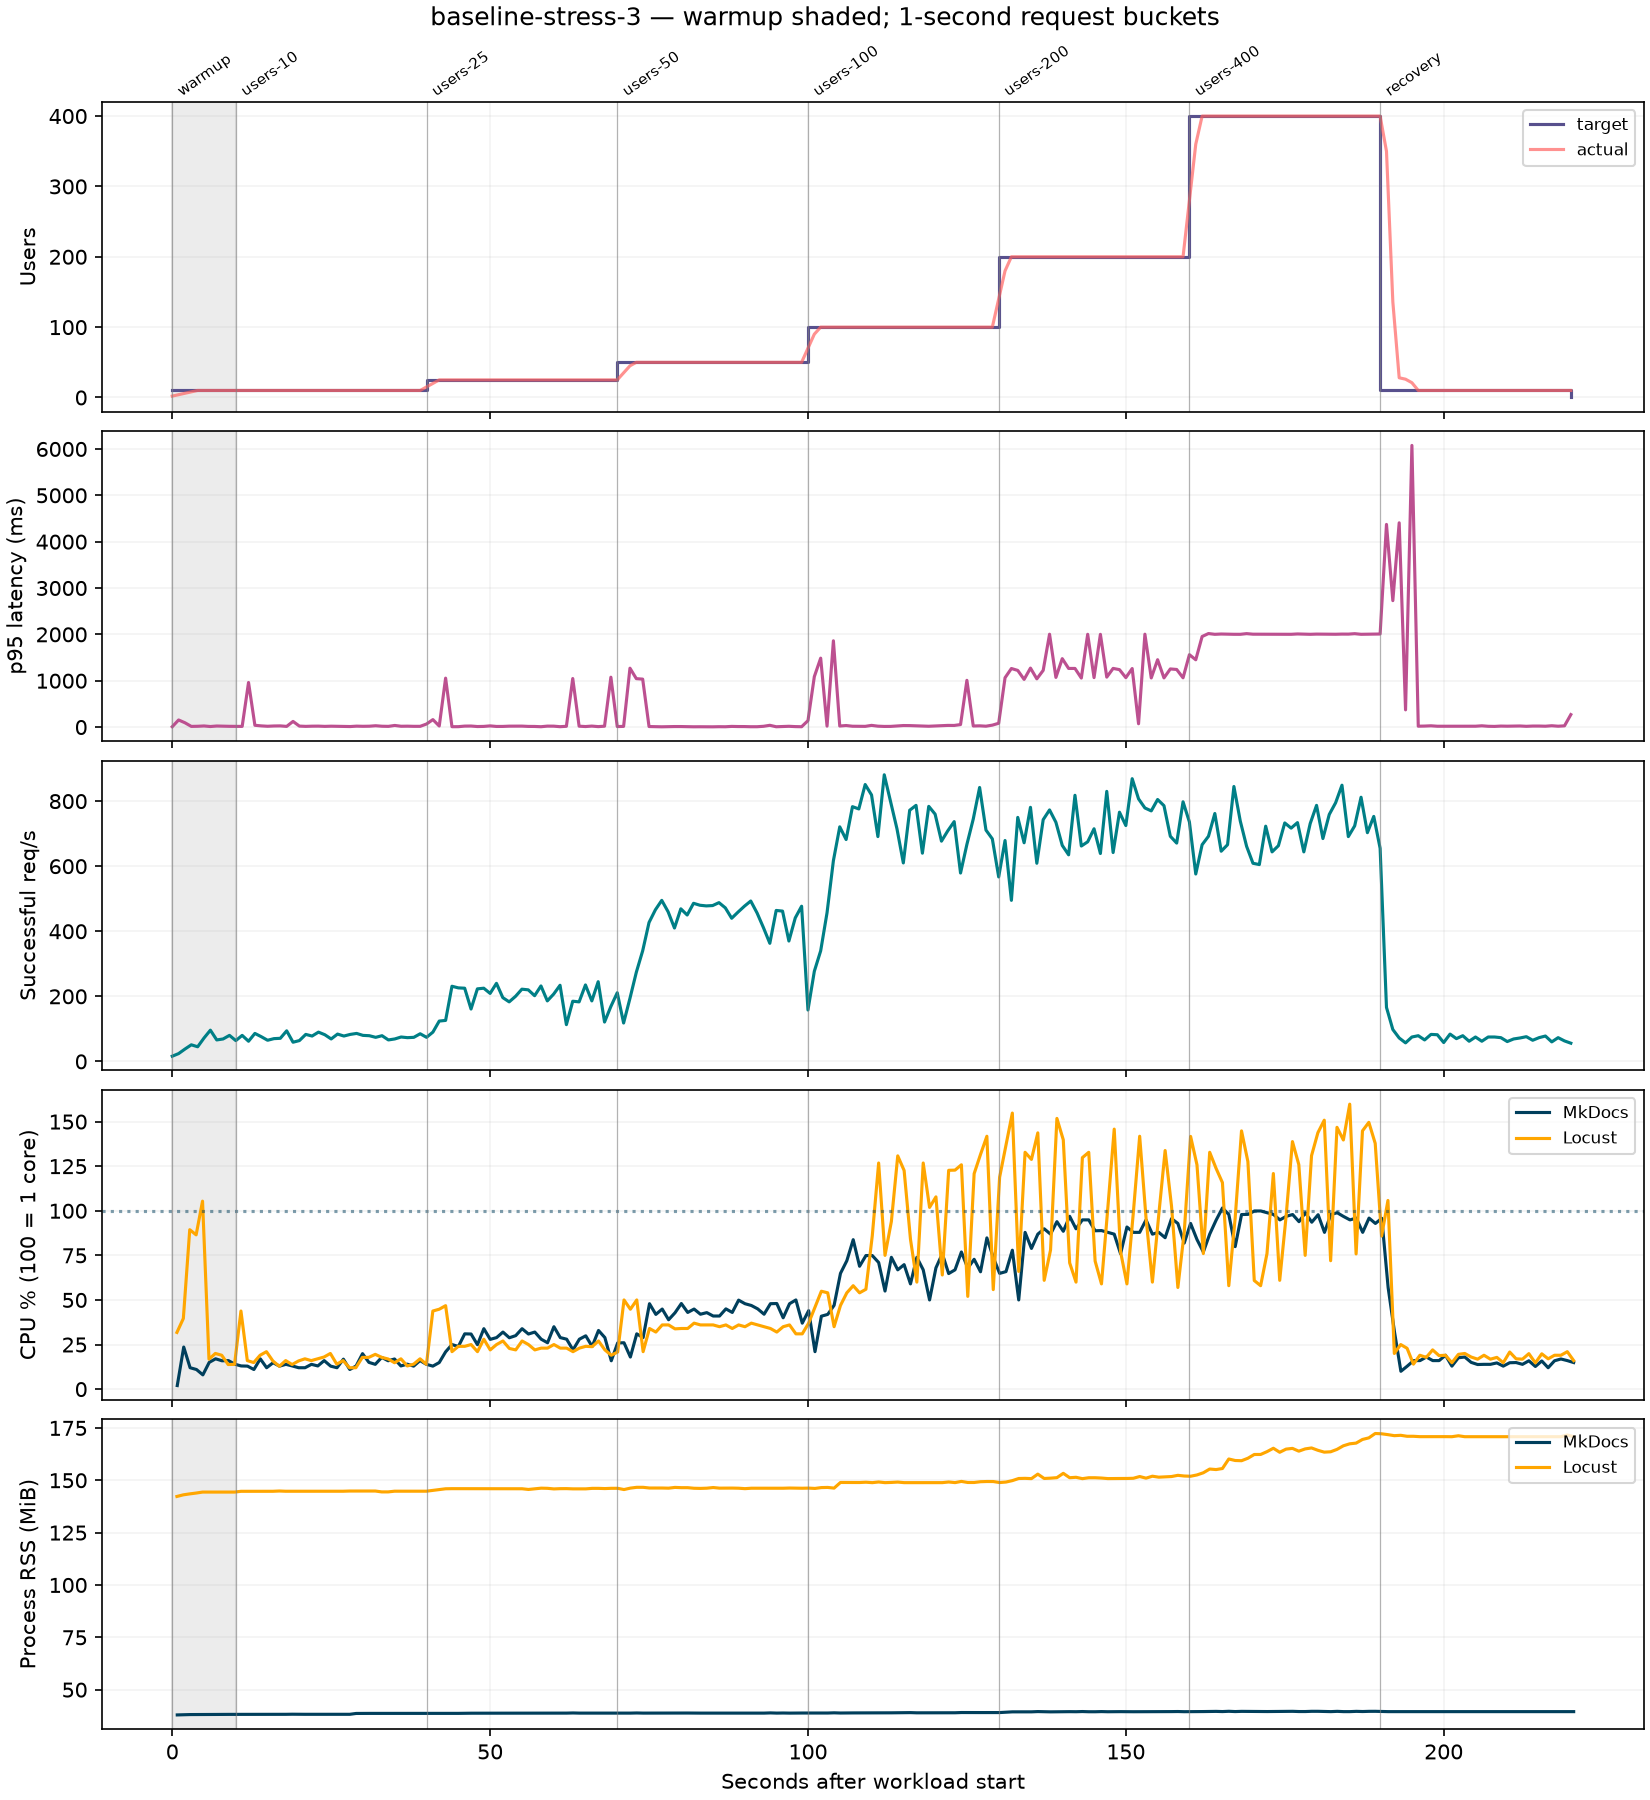 baseline-stress-3 — warmup shaded; 1-second request buckets
warmup
users-10
users-25
users-50
users-100
users-200
users-400
recovery
Users
400
300
200
100
0
target
actual
p95 latency (ms)
6000
5000
4000
3000
2000
1000
0
Successful req/s
800
600
400
200
0
CPU % (100 = 1 core)
150
125
100
75
50
25
0
MkDocs
Locust
Process RSS (MiB)
175
150
125
100
75
50
MkDocs
Locust
0
50
100
150
200
Seconds after workload start